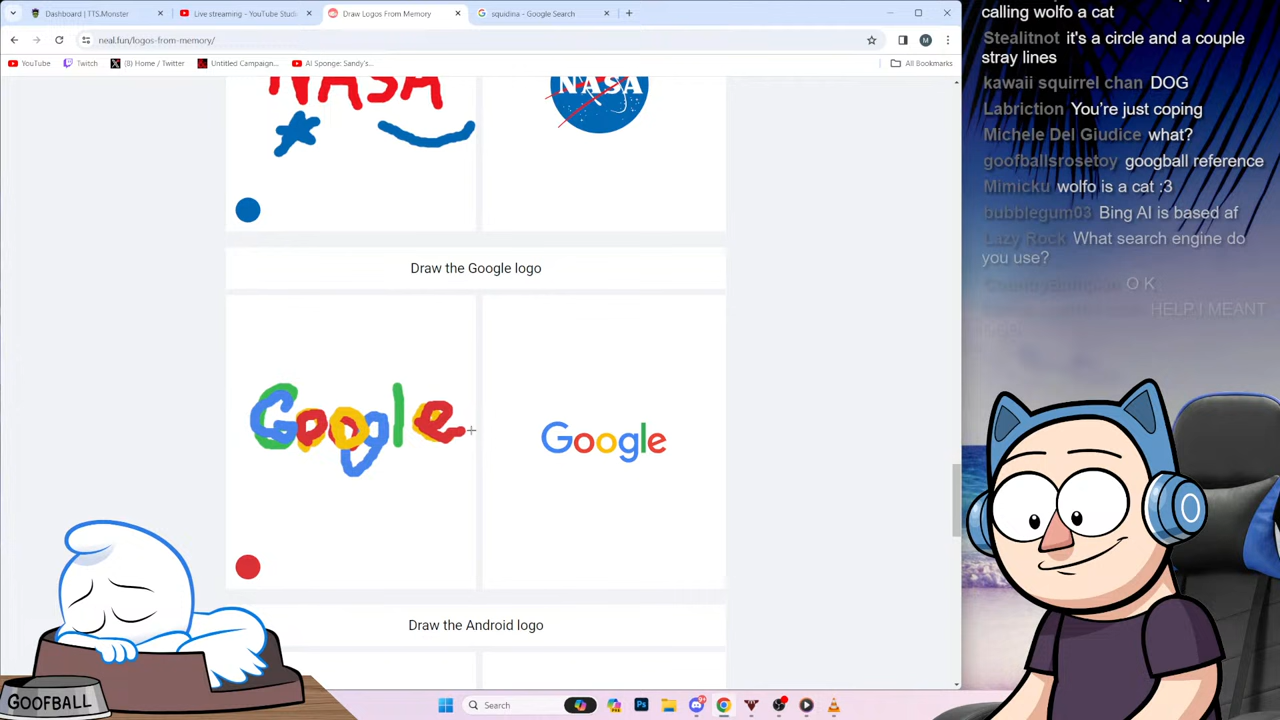 Dashboard | TTS.Monster
Live streaming - YouTube Studi
Draw Logos From Memory
squidina - Google Search
neal.fun/logos-from-memory/
YouTube
Twitch
(8) Home / Twitter
Untitled Campaign...
AI Sponge: Sandy's...
All Bookmarks
M
NASA
NASA
Draw the Google logo
Google
Google
Draw the Android logo
GOOFBALL
Search
calling wolfo a cat
Stealitnot it's a circle and a couple
stray lines
kawaii squirrel chan DOG
Labriction You're just coping
Michele Del Giudice what?
goofballsrosetoy googball reference
Mimicku wolfo is a cat :3
bubblegum03 Bing AI is based af
Lazy Rock What search engine do
you use?
O K
HELP I MEANT